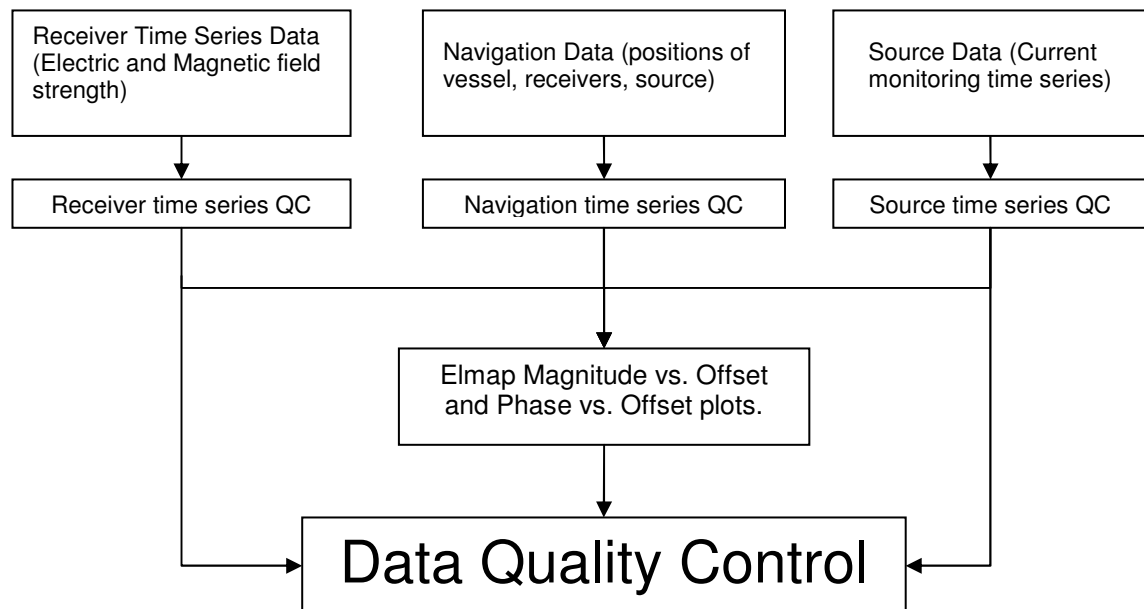 Receiver Time Series Data
(Electric and Magnetic field
strength)
Navigation Data (positions of
vessel, receivers, source)
Source Data (Current
monitoring time series)
Receiver time series QC
Navigation time series QC
Source time series QC
Elmap Magnitude vs. Offset
and Phase vs. Offset plots.
Data Quality Control